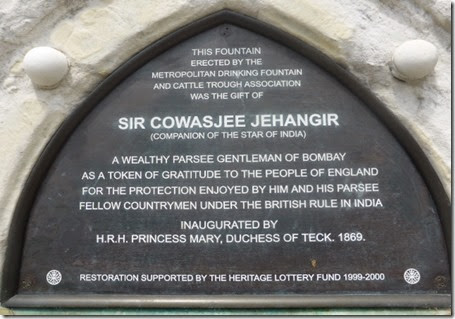 THIS FOUNTAIN
ERECTED BY THE
METROPOLITAN DRINKING FOUNTAIN
AND CATTLE TROUGH ASSOCIATION
WAS THE GIFT OF
SIR COWASJEE JEHANGIR
(COMPANION OF THE STAR OF INDIA)
A WEALTHY PARSEE GENTLEMAN OF BOMBAY
AS A TOKEN OF GRATITUDE TO THE PEOPLE OF ENGLAND
FOR THE PROTECTION ENJOYED BY HIM AND HIS PARSEE
FELLOW COUNTRYMEN UNDER THE BRITISH RULE IN INDIA
INAUGURATED BY
H.R.H. PRINCESS MARY, DUCHESS OF TECK. 1869.
RESTORATION SUPPORTED BY THE HERITAGE LOTTERY FUND 1999-2000